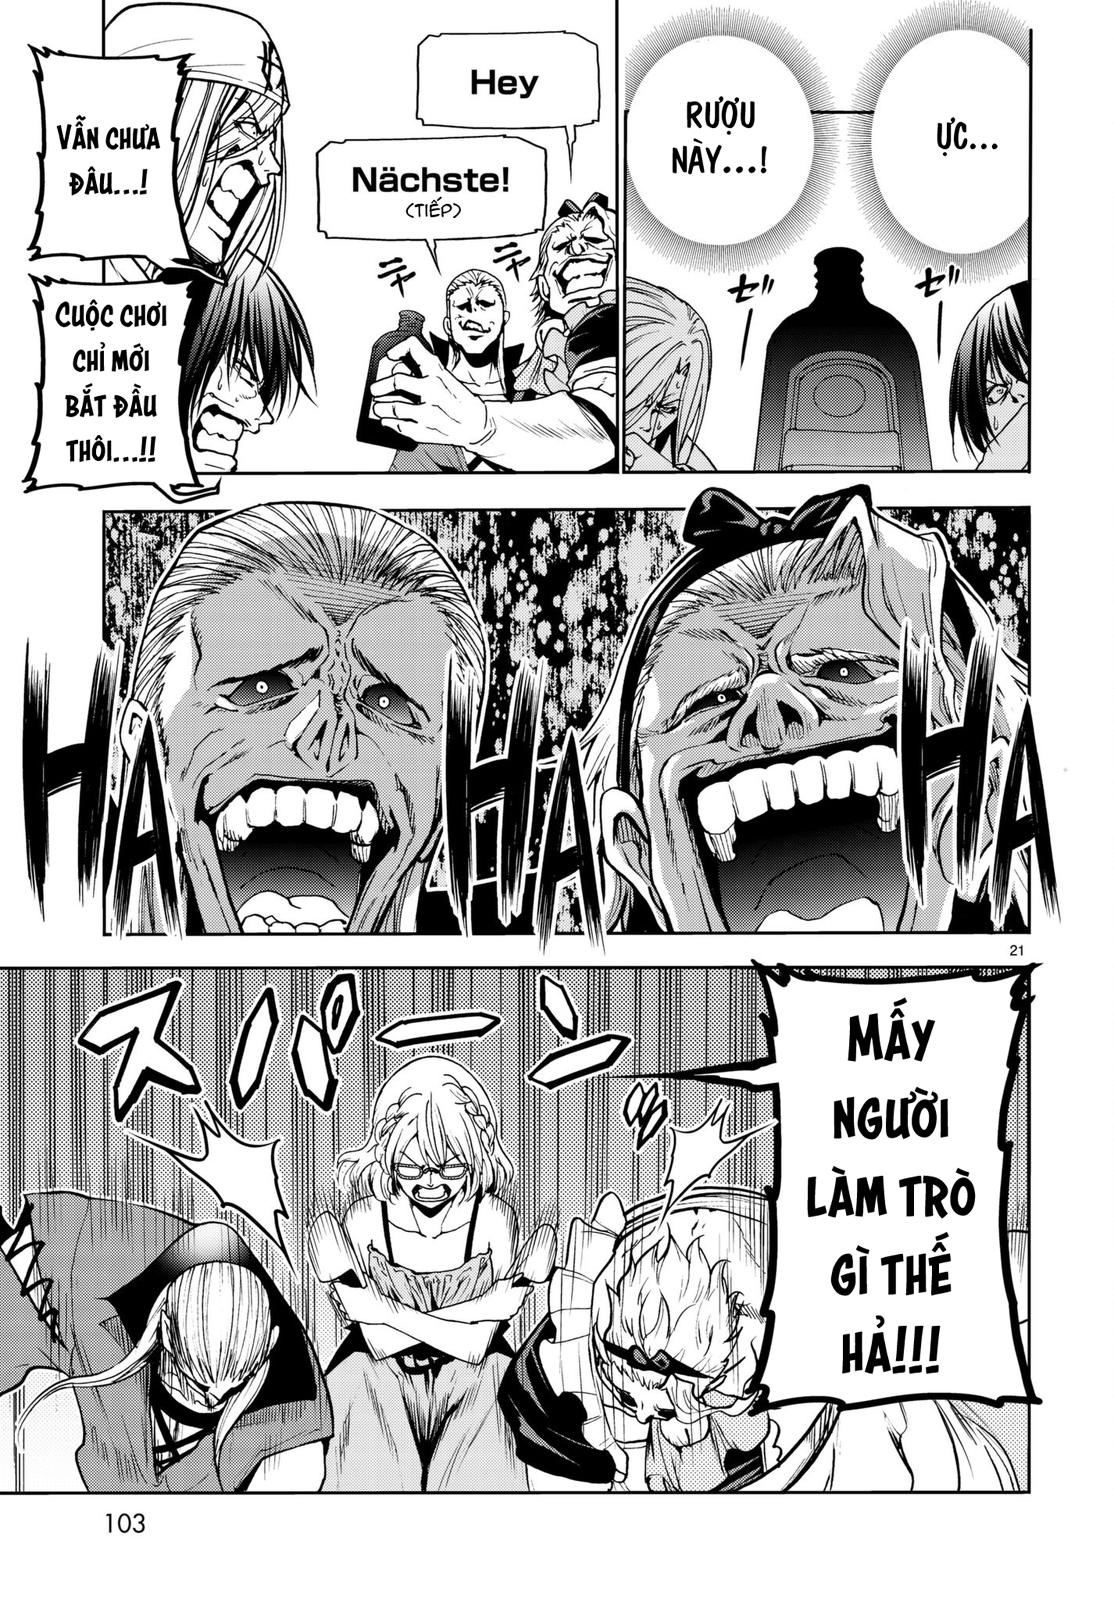 ỰC...
RƯỢU
NÀY...!
ゼッ
ゼッ
Hey
Nächste!
(TIẾP)
ニヤ
ニヤ
VẪN CHƯA
ĐÂU...!
CUỘC CHƠI
CHỈ MỚI
BẮT ĐẦU
THÔI...!!
HA HA HA HA
21
MẤY
NGƯỜI
LÀM TRÒ
GÌ THẾ
HẢ!!!
スパーン
103